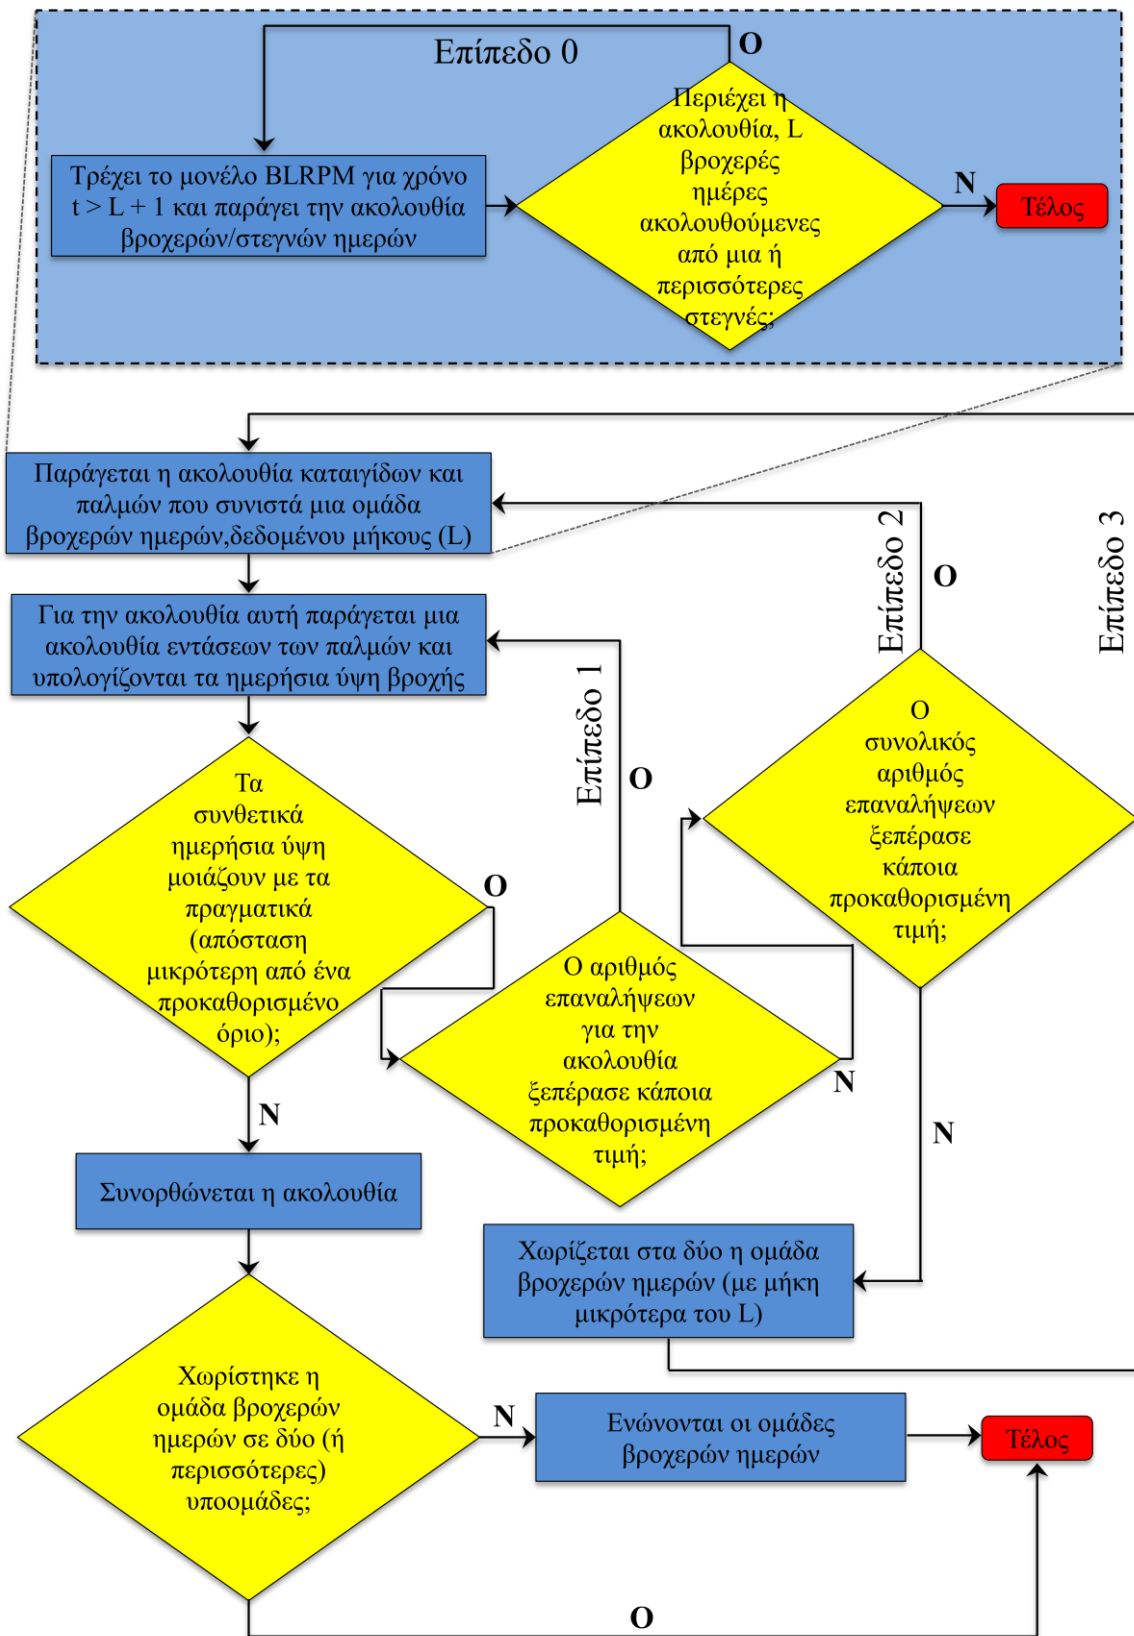 Επίπεδο 0
Ο
Περιέχει η
ακολουθία, L
βροχερές
ημέρες
ακολουθούμενες
από μια ή
περισσότερες
στεγνές;
Τρέχει το μονέλο BLRPM για χρόνο
t > L + 1 και παράγει την ακολουθία
βροχερών/στεγνών ημερών
Ν
Τέλος
Παράγεται η ακολουθία καταιγίδων και
παλμών που συνιστά μια ομάδα
βροχερών ημερών,δεδομένου μήκους (L)
Επίπεδο 2
Ο
Επίπεδο 3
Για την ακολουθία αυτή παράγεται μια
ακολουθία εντάσεων των παλμών και
υπολογίζονται τα ημερήσια ύψη βροχής
Επίπεδο 1
Ο
Ο
συνολικός
αριθμός
επαναλήψεων
ξεπέρασε
κάποια
προκαθορισμένη
τιμή;
Τα
συνθετικά
ημερήσια ύψη
μοιάζουν με τα
πραγματικά
(απόσταση
μικρότερη από ένα
προκαθορισμένο
όριο);
Ο
Ο αριθμός
επαναλήψεων
για την
ακολουθία
ξεπέρασε κάποια
προκαθορισμένη
τιμή;
Ν
Ν
Ν
Συνορθώνεται η ακολουθία
Χωρίζεται στα δύο η ομάδα
βροχερών ημερών (με μήκη
μικρότερα του L)
Χωρίστηκε η
ομάδα βροχερών
ημερών σε δύο (ή
περισσότερες)
υποομάδες;
Ν
Ενώνονται οι ομάδες
βροχερών ημερών
Τέλος
Ο